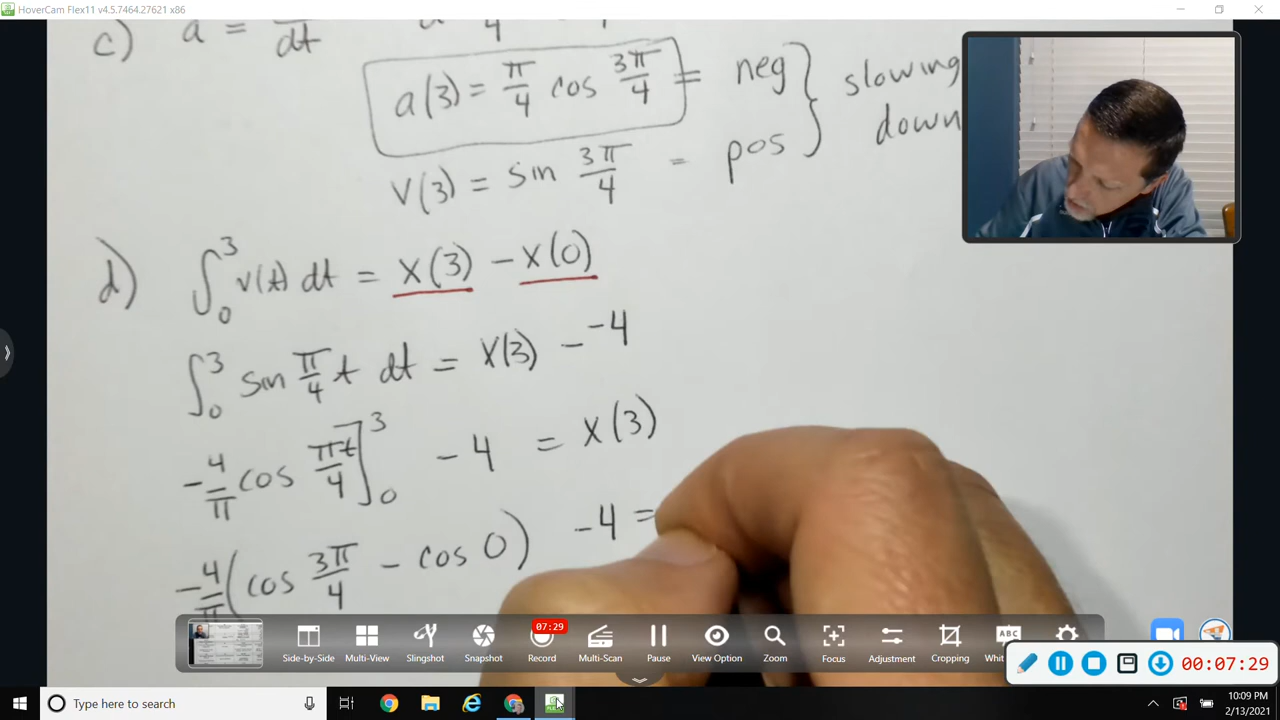 HoverCam Flex11 v4.5.7464.27621 x86
c) a = dt 4
a(3) = π/4 cos 3π/4 = neg } slowing down
v(3) = sin 3π/4 = pos
d) ∫₀³ v(t) dt = x(3) - x(0)
∫₀³ sin π/4 t dt = x(3) - -4
-4/π cos πt/4 ]₀³ - 4 = x(3)
-4/π (cos 3π/4 - cos 0) - 4 =
07:29
Side-by-Side Multi-View Slingshot Snapshot Record Multi-Scan Pause View Option Zoom Focus Adjustment Cropping ABC Whit
00:07:29
Type here to search
10:09 PM
2/13/2021